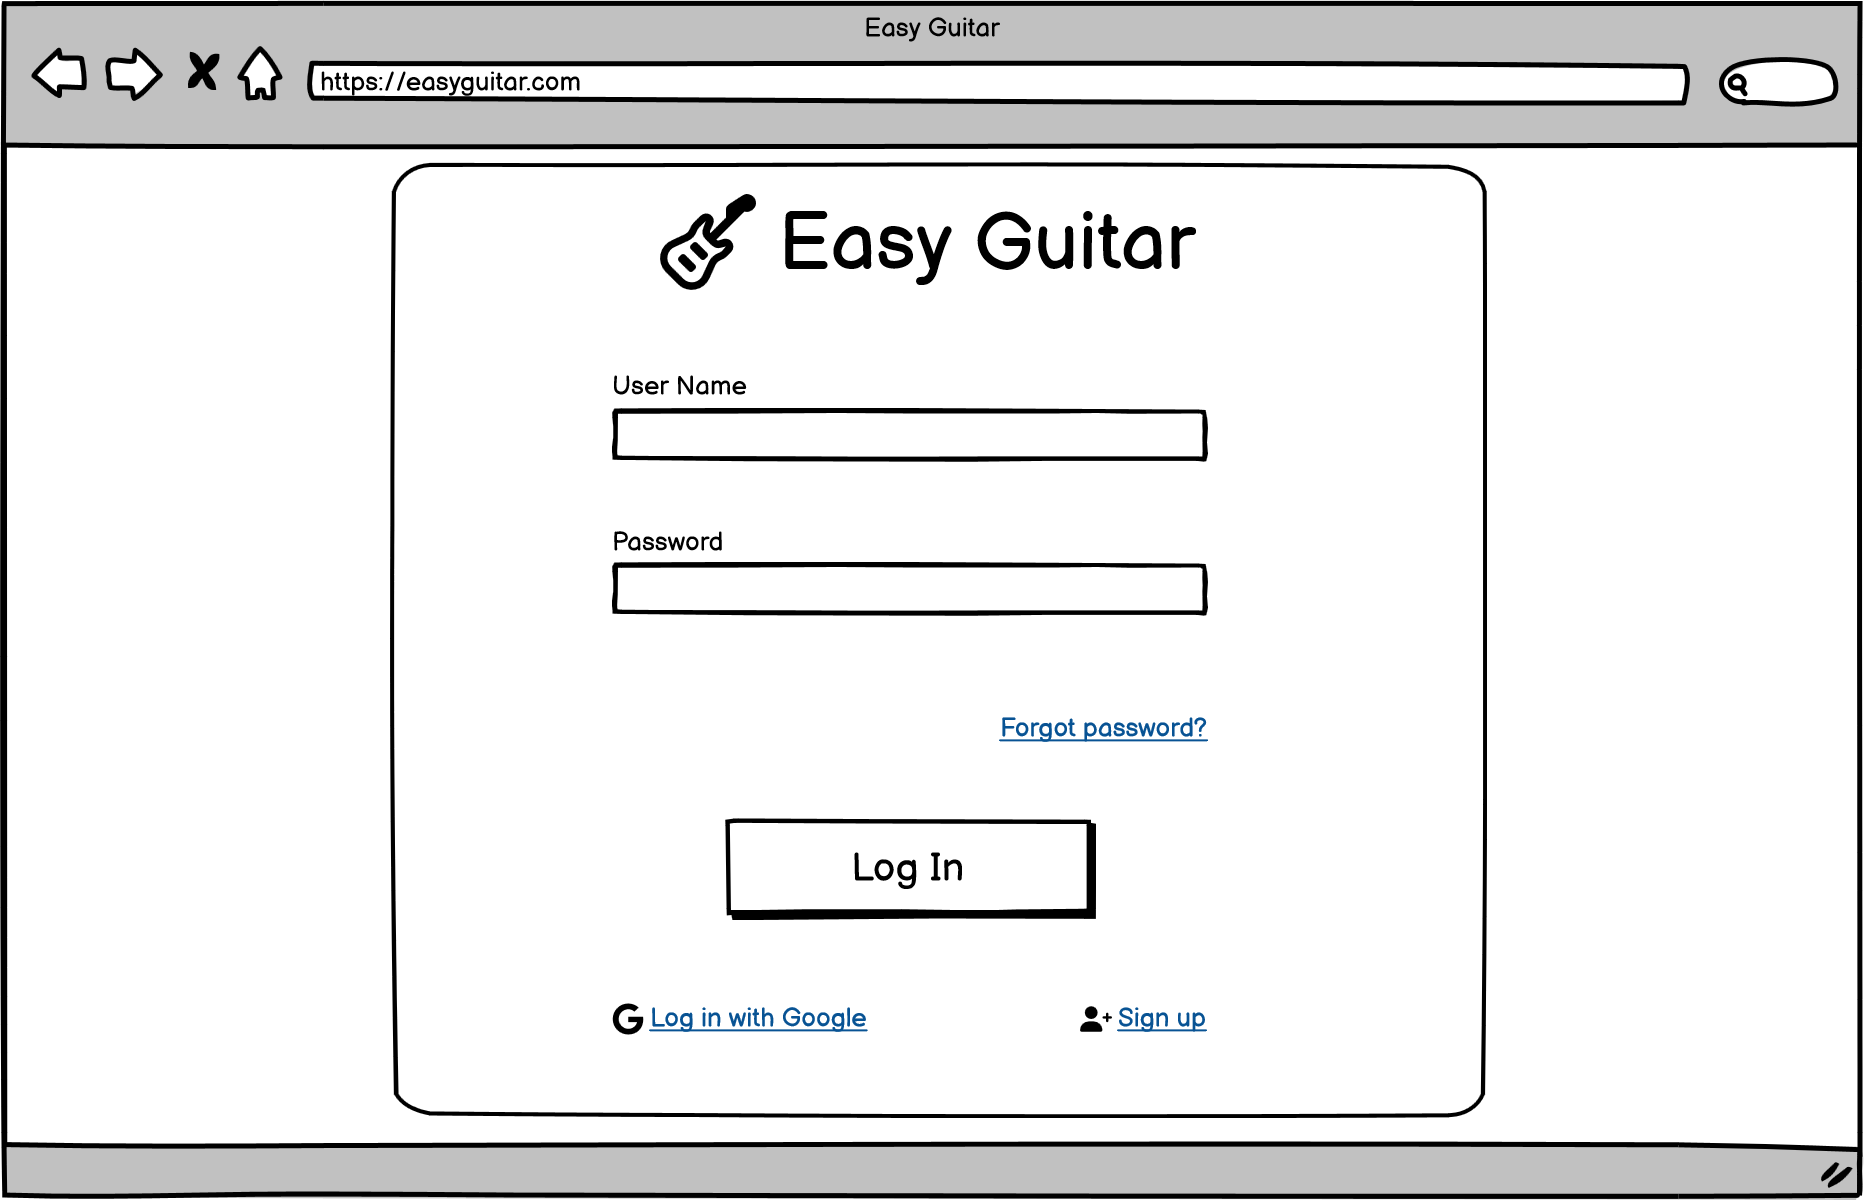 Easy Guitar
https://easyguitar.com
Easy Guitar
User Name
Password
Forgot password?
Log In
Log in with Google
Sign up